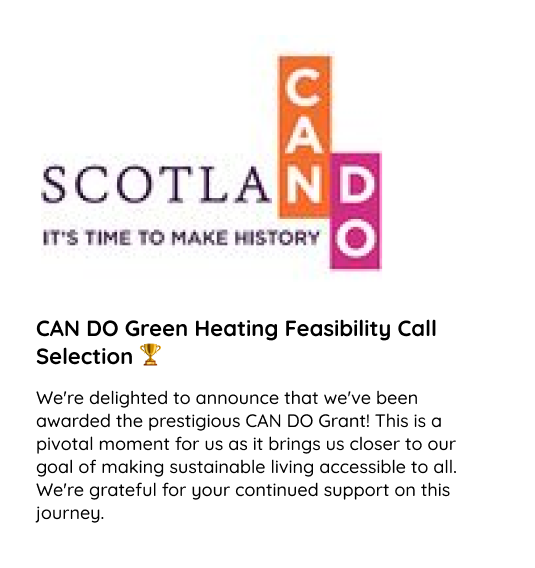 SCOTLAND
CAN
DO
IT'S TIME TO MAKE HISTORY
CAN DO Green Heating Feasibility Call
Selection 🏆
We're delighted to announce that we've been
awarded the prestigious CAN DO Grant! This is a
pivotal moment for us as it brings us closer to our
goal of making sustainable living accessible to all.
We're grateful for your continued support on this
journey.